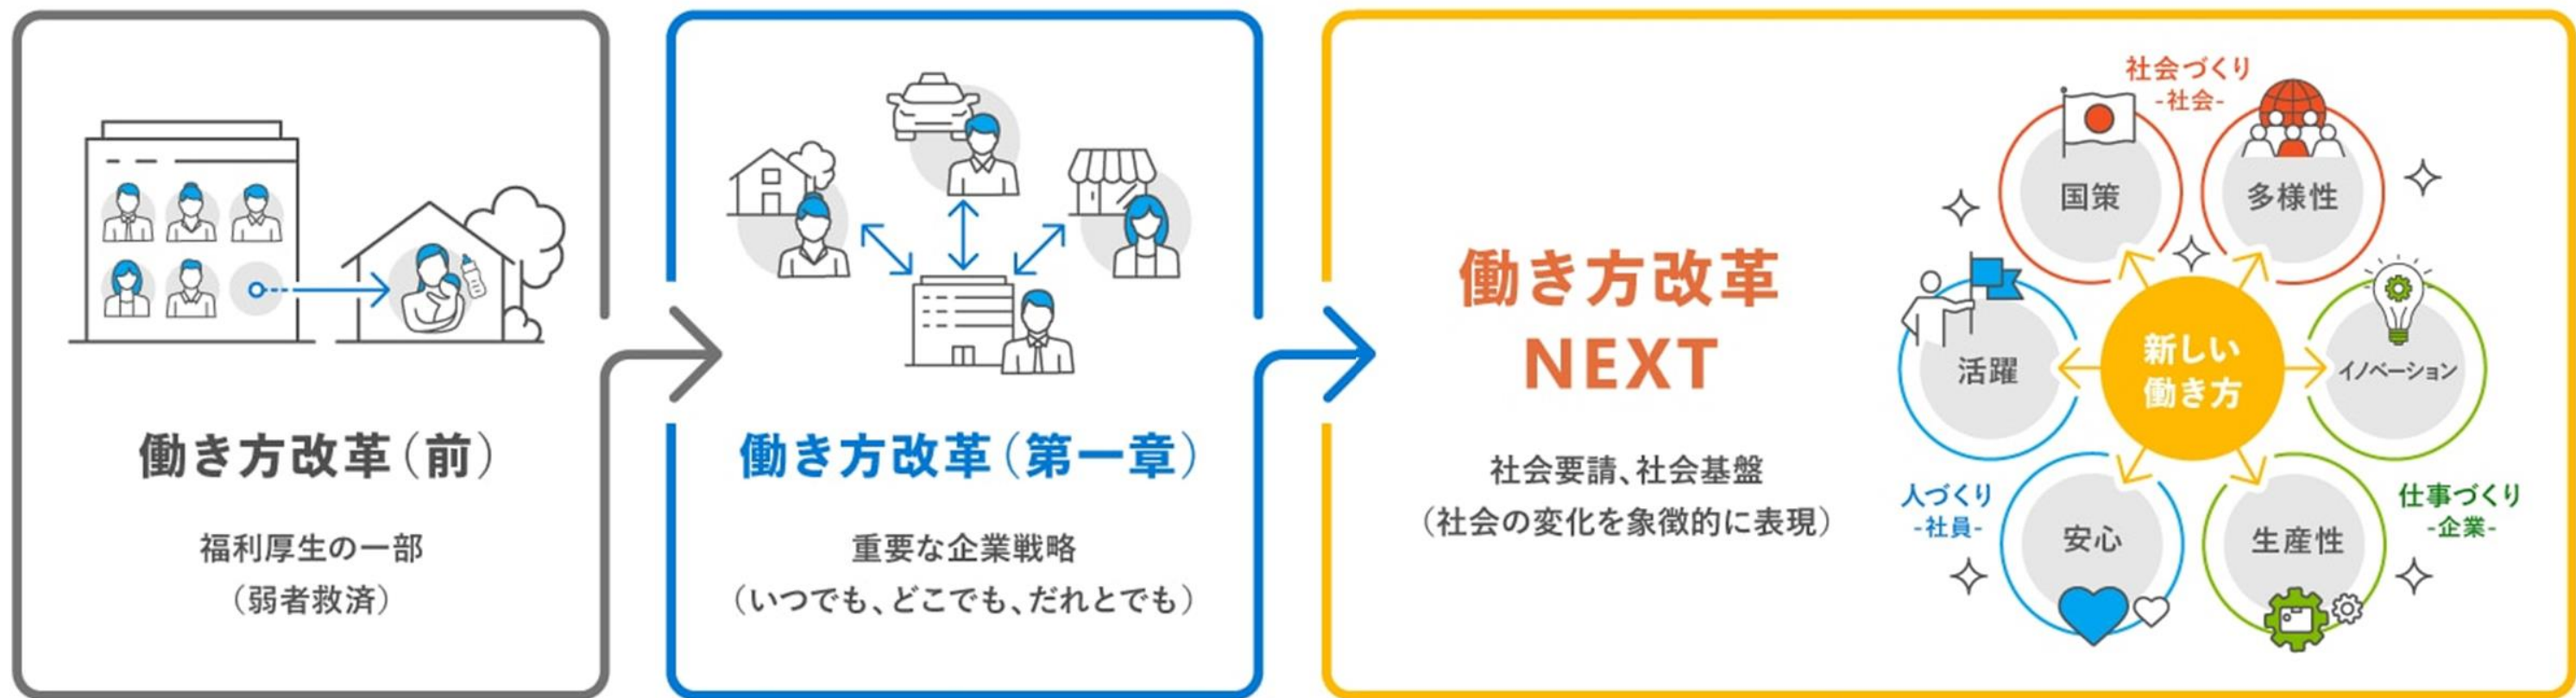 働き方改革（前）
福利厚生の一部
（弱者救済）
働き方改革（第一章）
重要な企業戦略
（いつでも、どこでも、だれとでも）
働き方改革
NEXT
社会要請、社会基盤
（社会の変化を象徴的に表現）
社会づくり
-社会-
国策
多様性
活躍
新しい
働き方
イノベーション
人づくり
-社員-
安心
生産性
仕事づくり
-企業-